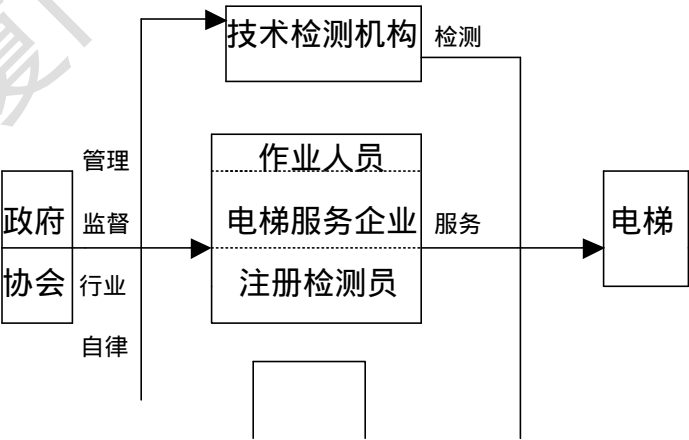 技术检测机构
检测
管理
作业人员
政府
监督
电梯服务企业
服务
电梯
协会
行业
注册检测员
自律